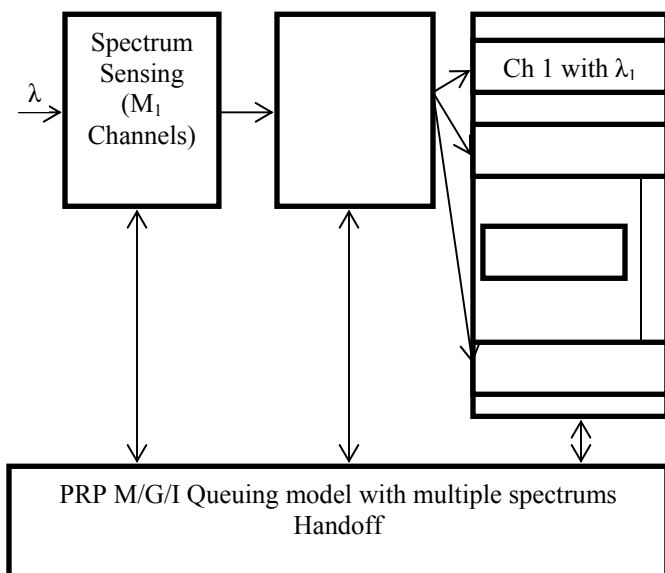 λ
Spectrum
Sensing
(M₁
Channels)
Ch 1 with λ₁
PRP M/G/I Queuing model with multiple spectrums
Handoff